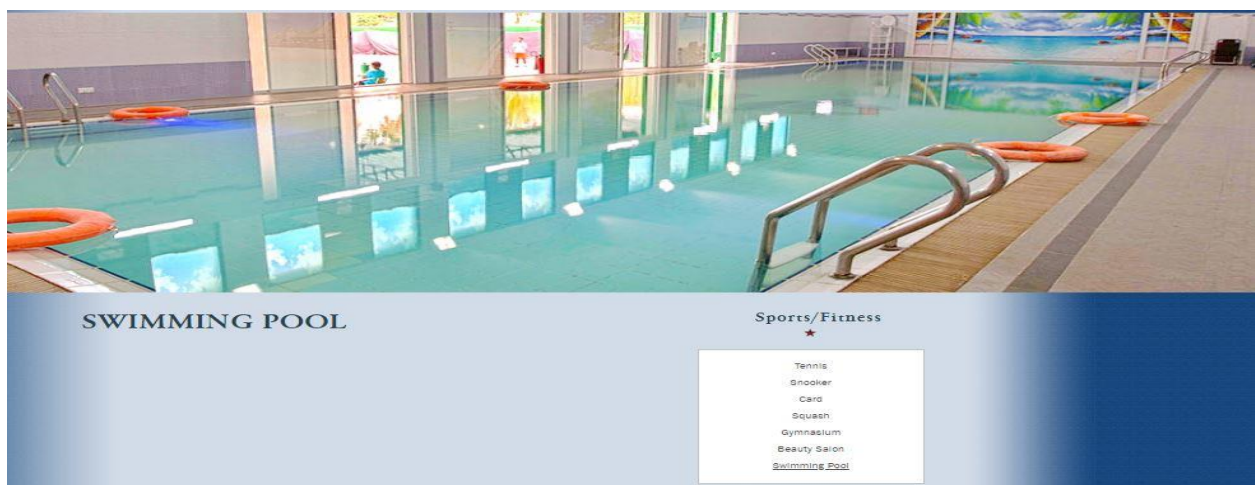 SWIMMING POOL
Sports/Fitness
Tennis
Snooker
Card
Squash
Gymnasium
Beauty Salon
Swimming Pool